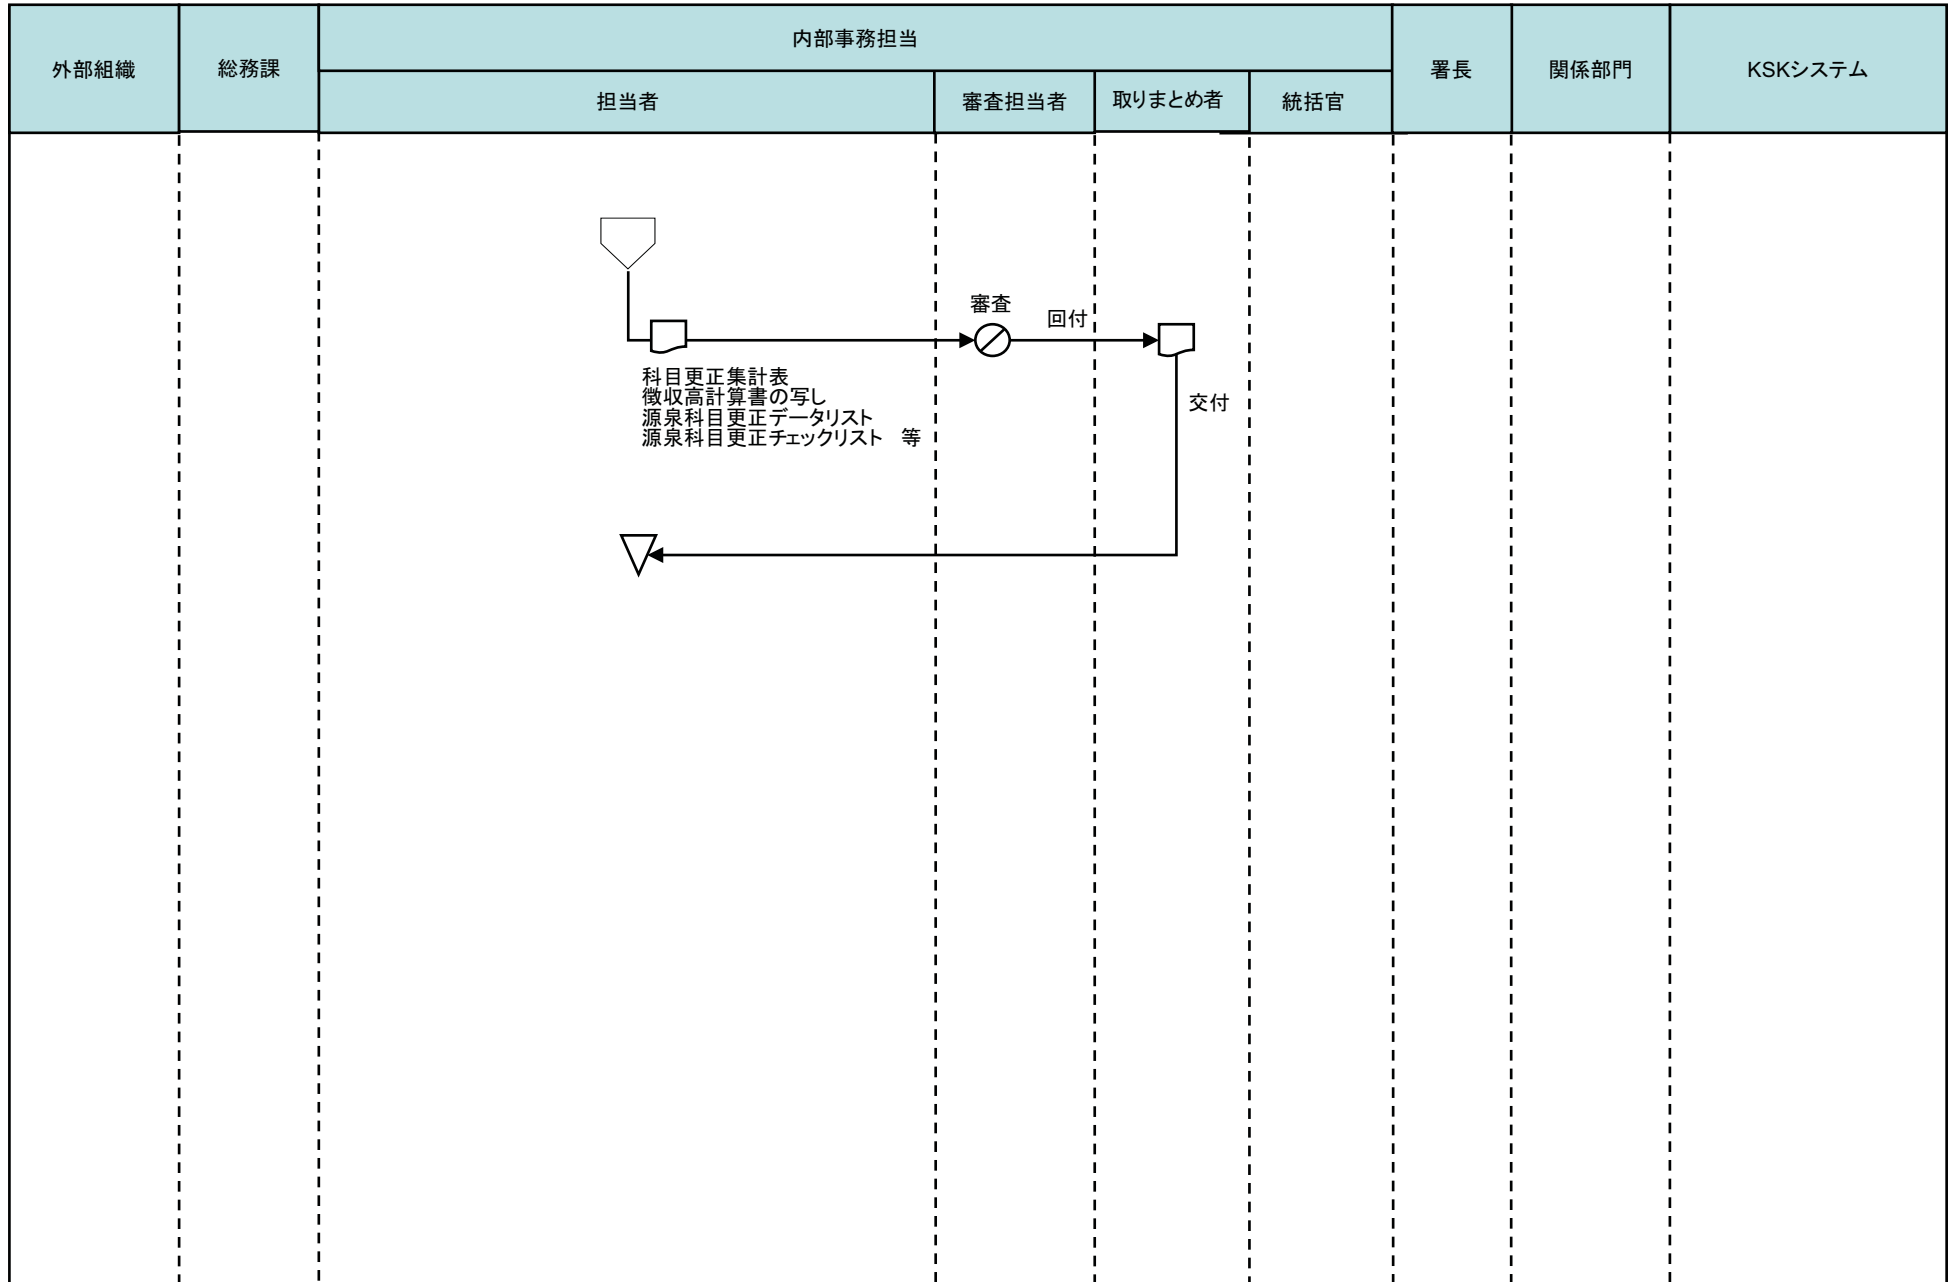 外部組織
総務課
内部事務担当
署長
関係部門
KSKシステム
担当者
審査担当者
取りまとめ者
統括官
審査
回付
科目更正集計表
徴収高計算書の写し
源泉科目更正データリスト
源泉科目更正チェックリスト　等
交付